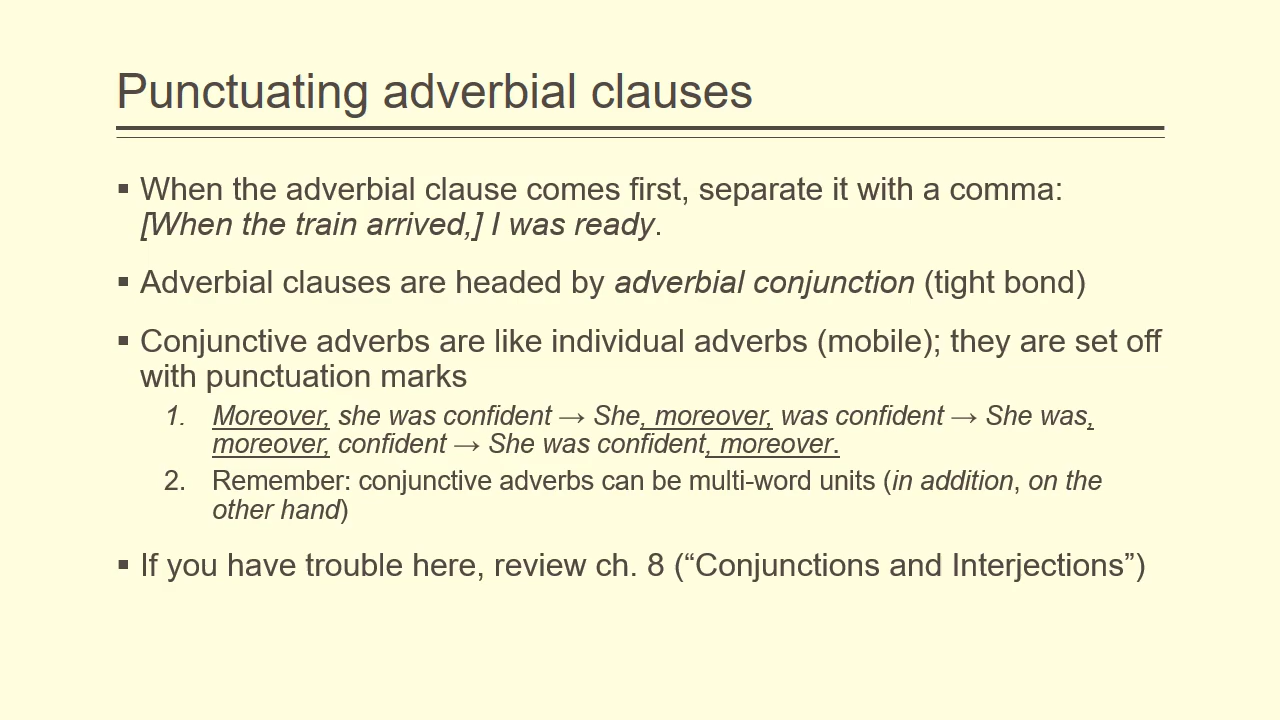 Punctuating adverbial clauses
▪ When the adverbial clause comes first, separate it with a comma:
[When the train arrived,] I was ready.
▪ Adverbial clauses are headed by adverbial conjunction (tight bond)
▪ Conjunctive adverbs are like individual adverbs (mobile); they are set off
with punctuation marks
1. Moreover, she was confident → She, moreover, was confident → She was,
moreover, confident → She was confident, moreover.
2. Remember: conjunctive adverbs can be multi-word units (in addition, on the
other hand)
▪ If you have trouble here, review ch. 8 (“Conjunctions and Interjections”)